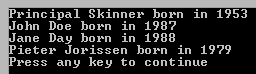 Principal Skinner born in 1953
John Doe born in 1987
Jane Day born in 1988
Pieter Jorissen born in 1979
Press any key to continue